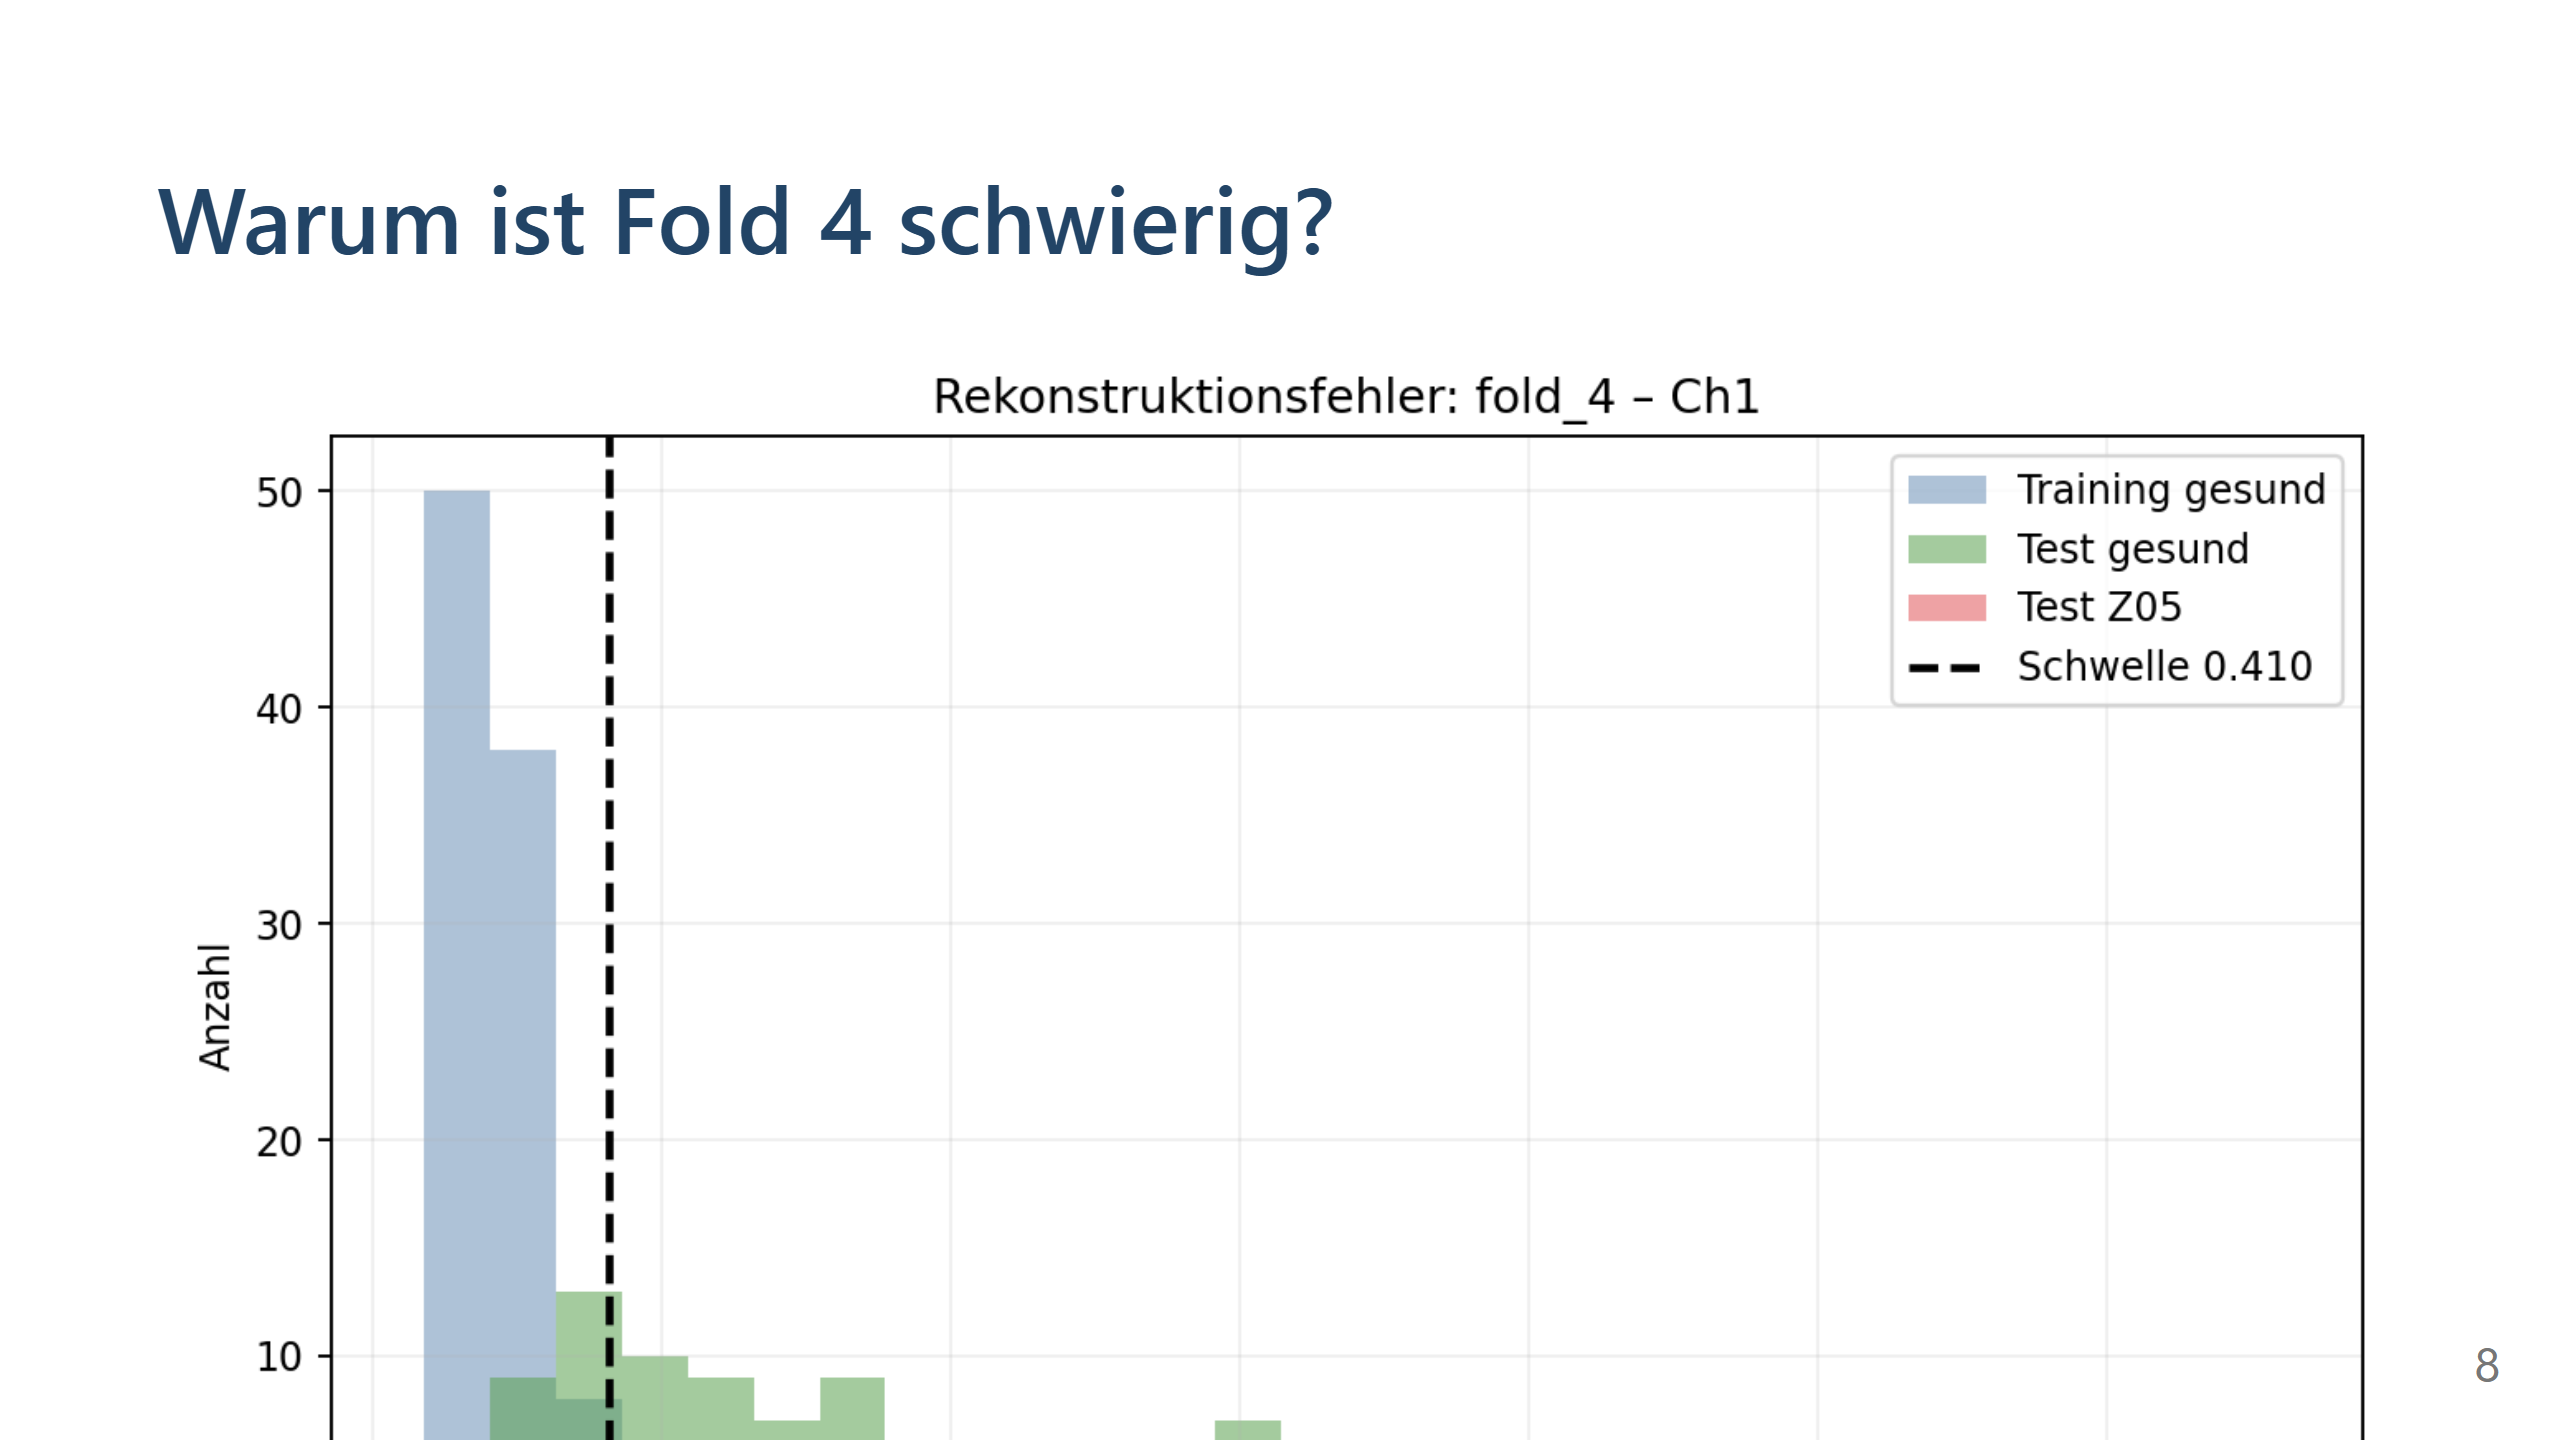 Warum ist Fold 4 schwierig?
Rekonstruktionsfehler: fold_4 – Ch1
50
40
30
20
10
Anzahl
Training gesund
Test gesund
Test Z05
Schwelle 0.410
8